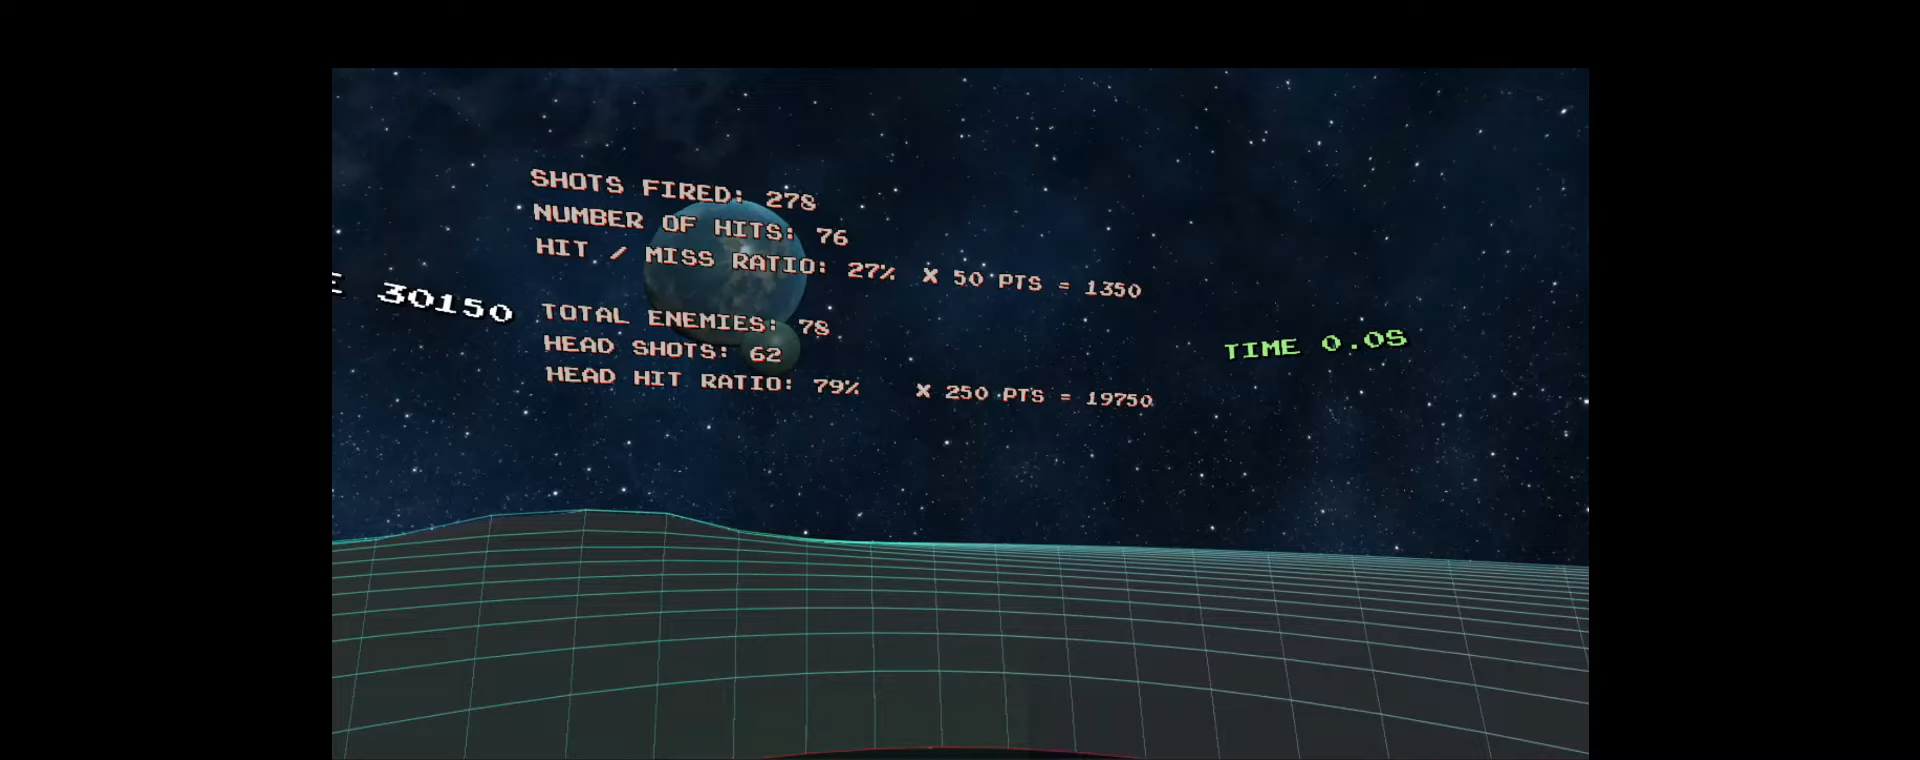 SHOTS FIRED: 278
NUMBER OF HITS: 76
HIT / MISS RATIO: 27% X 50 PTS = 1350
E 30150
TOTAL ENEMIES: 78
HEAD SHOTS: 62
HEAD HIT RATIO: 79% X 250 PTS = 19750
TIME 0.0S